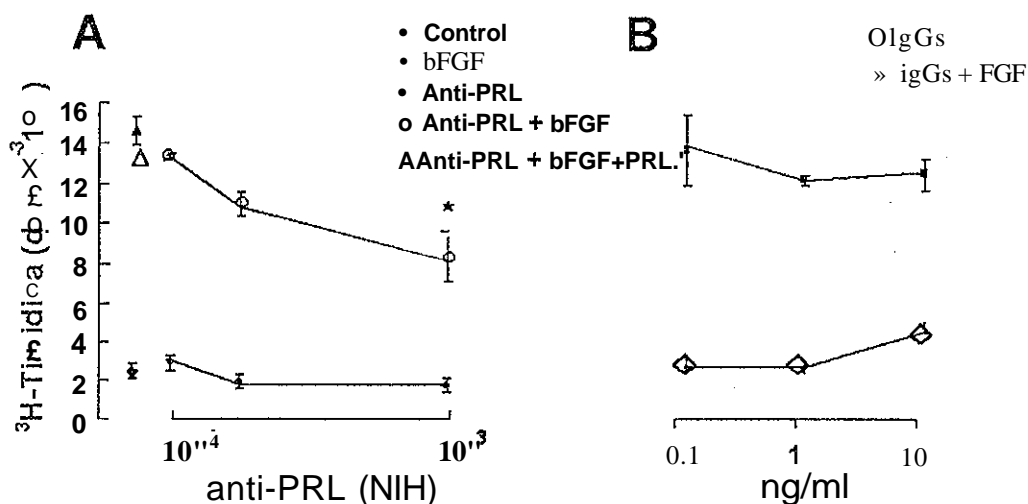 A
• Control
• bFGF
• Anti-PRL
o Anti-PRL + bFGF
AAnti-PRL + bFGF+PRL.'
³H-Timidica (dpm X ³10
16
14
12
10
8
6
4
2
0
10"⁴
10"³
anti-PRL (NIH)
B
OlgGs
» igGs + FGF
0.1
1
10
ng/ml